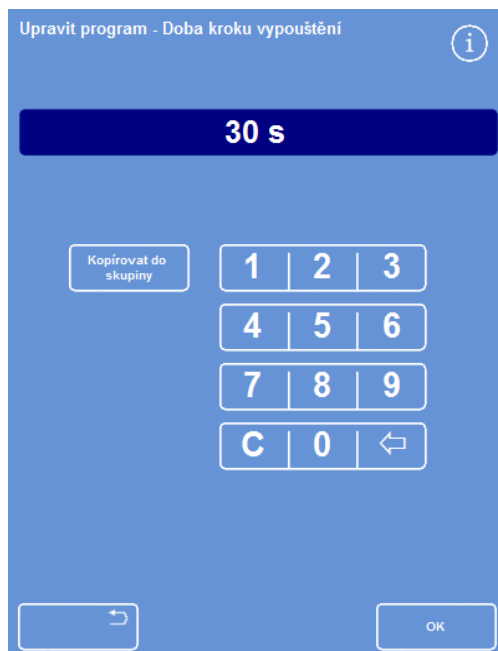 Upravit program - Doba kroku vypouštění
i
30 s
Kopírovat do
skupiny
1 2 3
4 5 6
7 8 9
C 0
OK